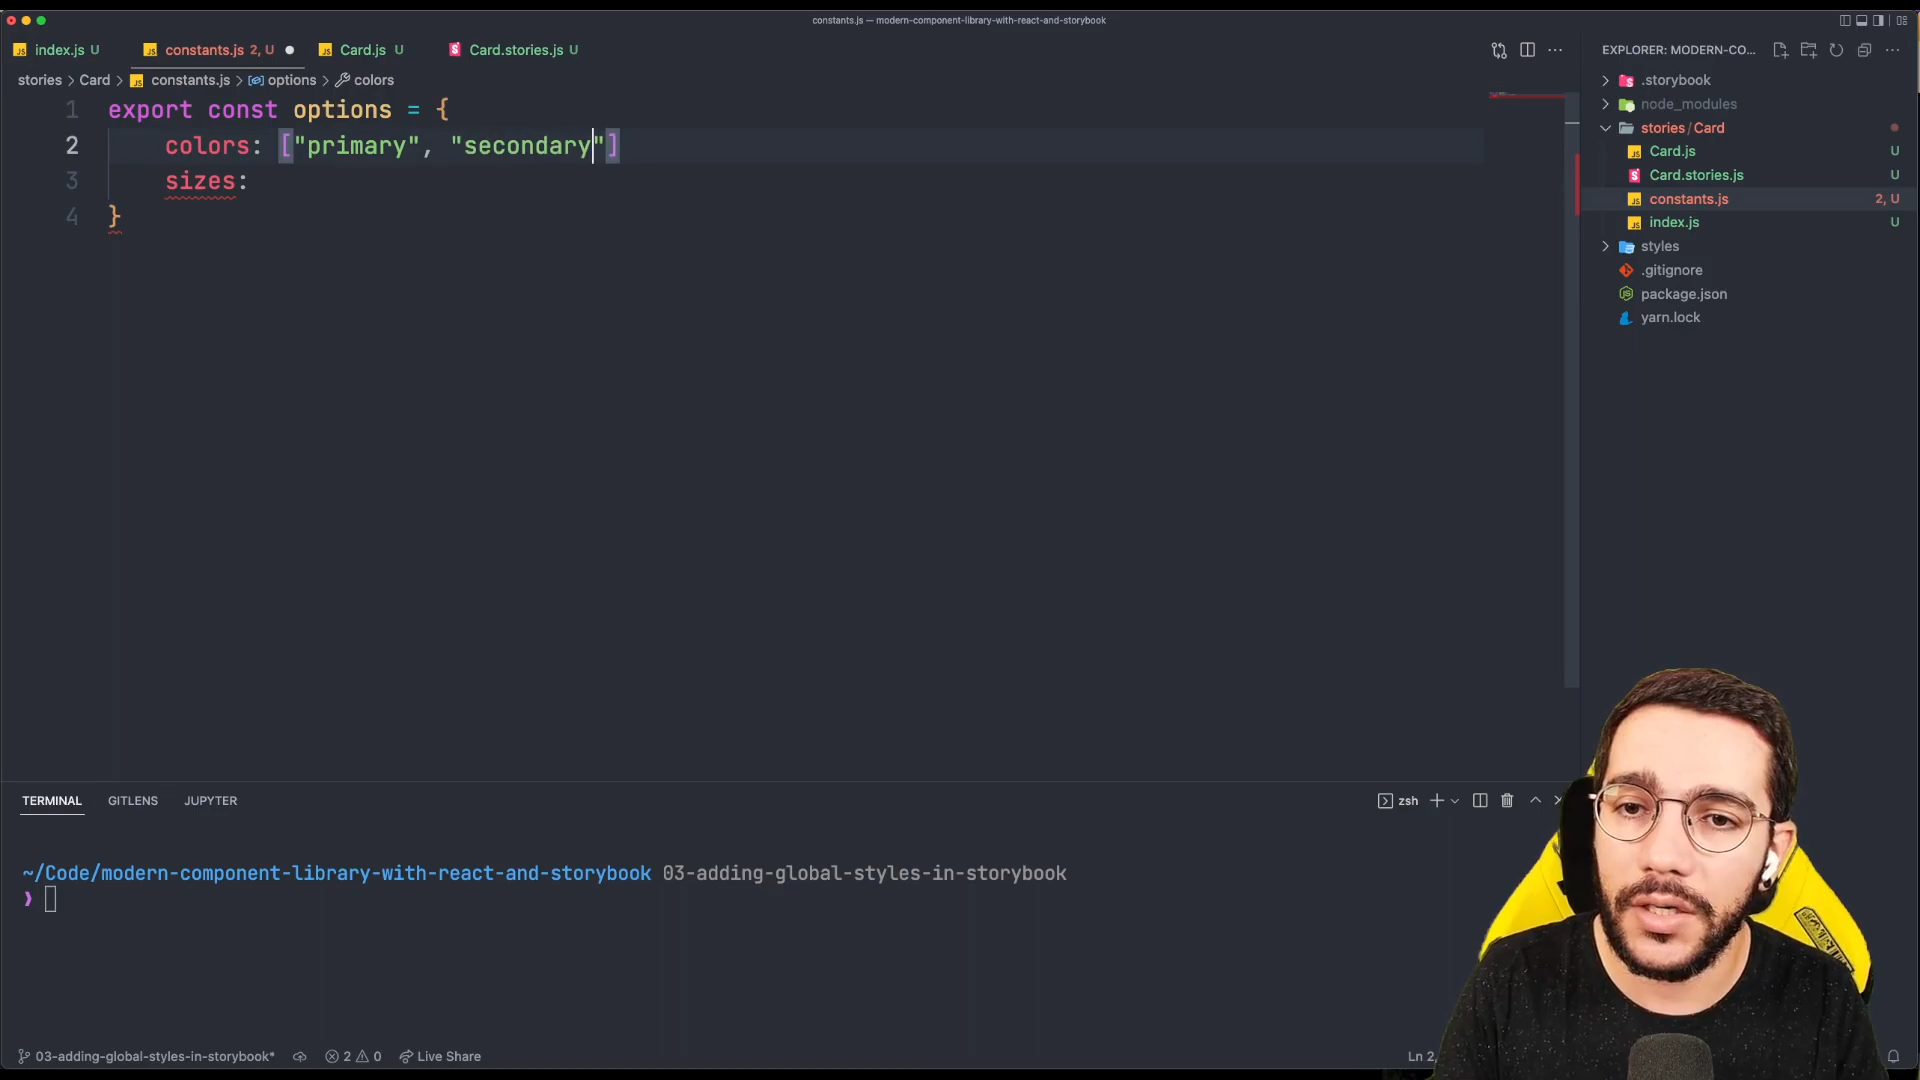 constants.js — modern-component-library-with-react-and-storybook
index.js U
constants.js 2, U
Card.js U
Card.stories.js U
EXPLORER: MODERN-CO...
stories > Card > constants.js > options > colors
1 export const options = {
2 colors: ["primary", "secondary"]
3 sizes:
4 }
.storybook
node_modules
stories / Card
Card.js U
Card.stories.js U
constants.js 2, U
index.js U
styles
.gitignore
package.json
yarn.lock
TERMINAL GITLENS JUPYTER
zsh
~/Code/modern-component-library-with-react-and-storybook 03-adding-global-styles-in-storybook
❯
03-adding-global-styles-in-storybook* 2 0 Live Share
Ln 2,